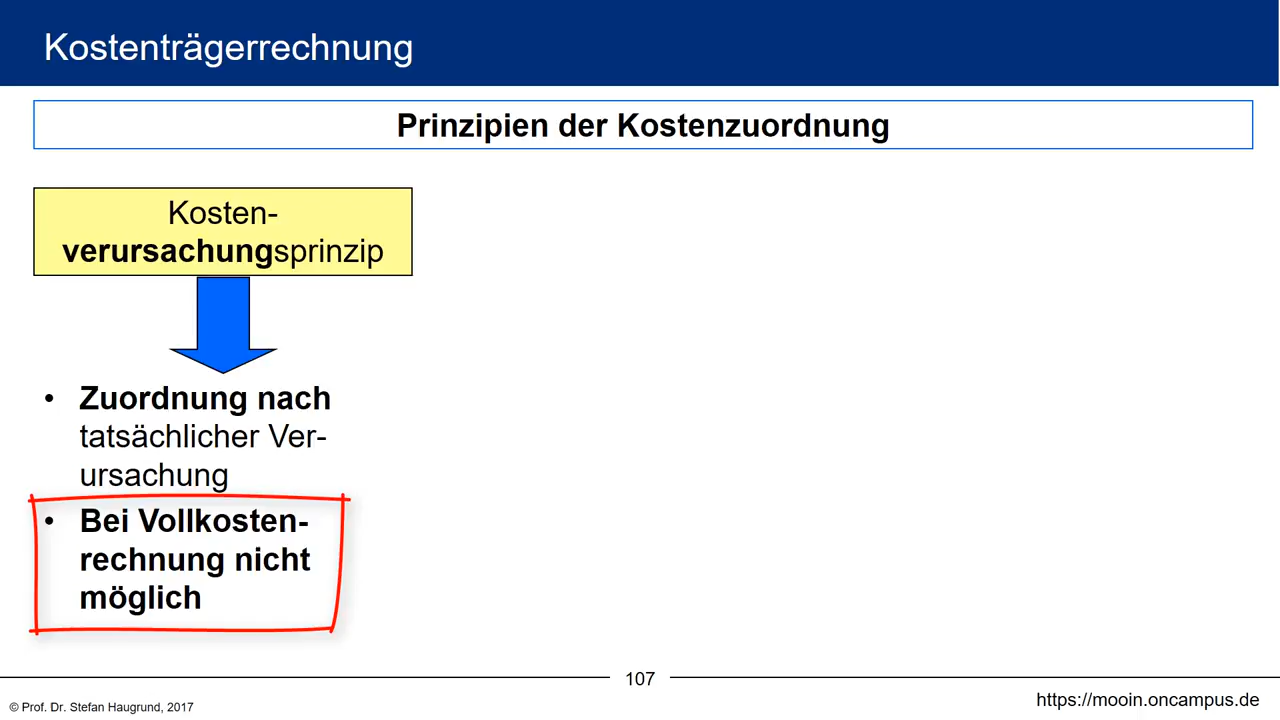 Kostenträgerrechnung
Prinzipien der Kostenzuordnung
Kosten-
verursachungsprinzip
• Zuordnung nach
tatsächlicher Ver-
ursachung
• Bei Vollkosten-
rechnung nicht
möglich
107
© Prof. Dr. Stefan Haugrund, 2017
https://mooin.oncampus.de